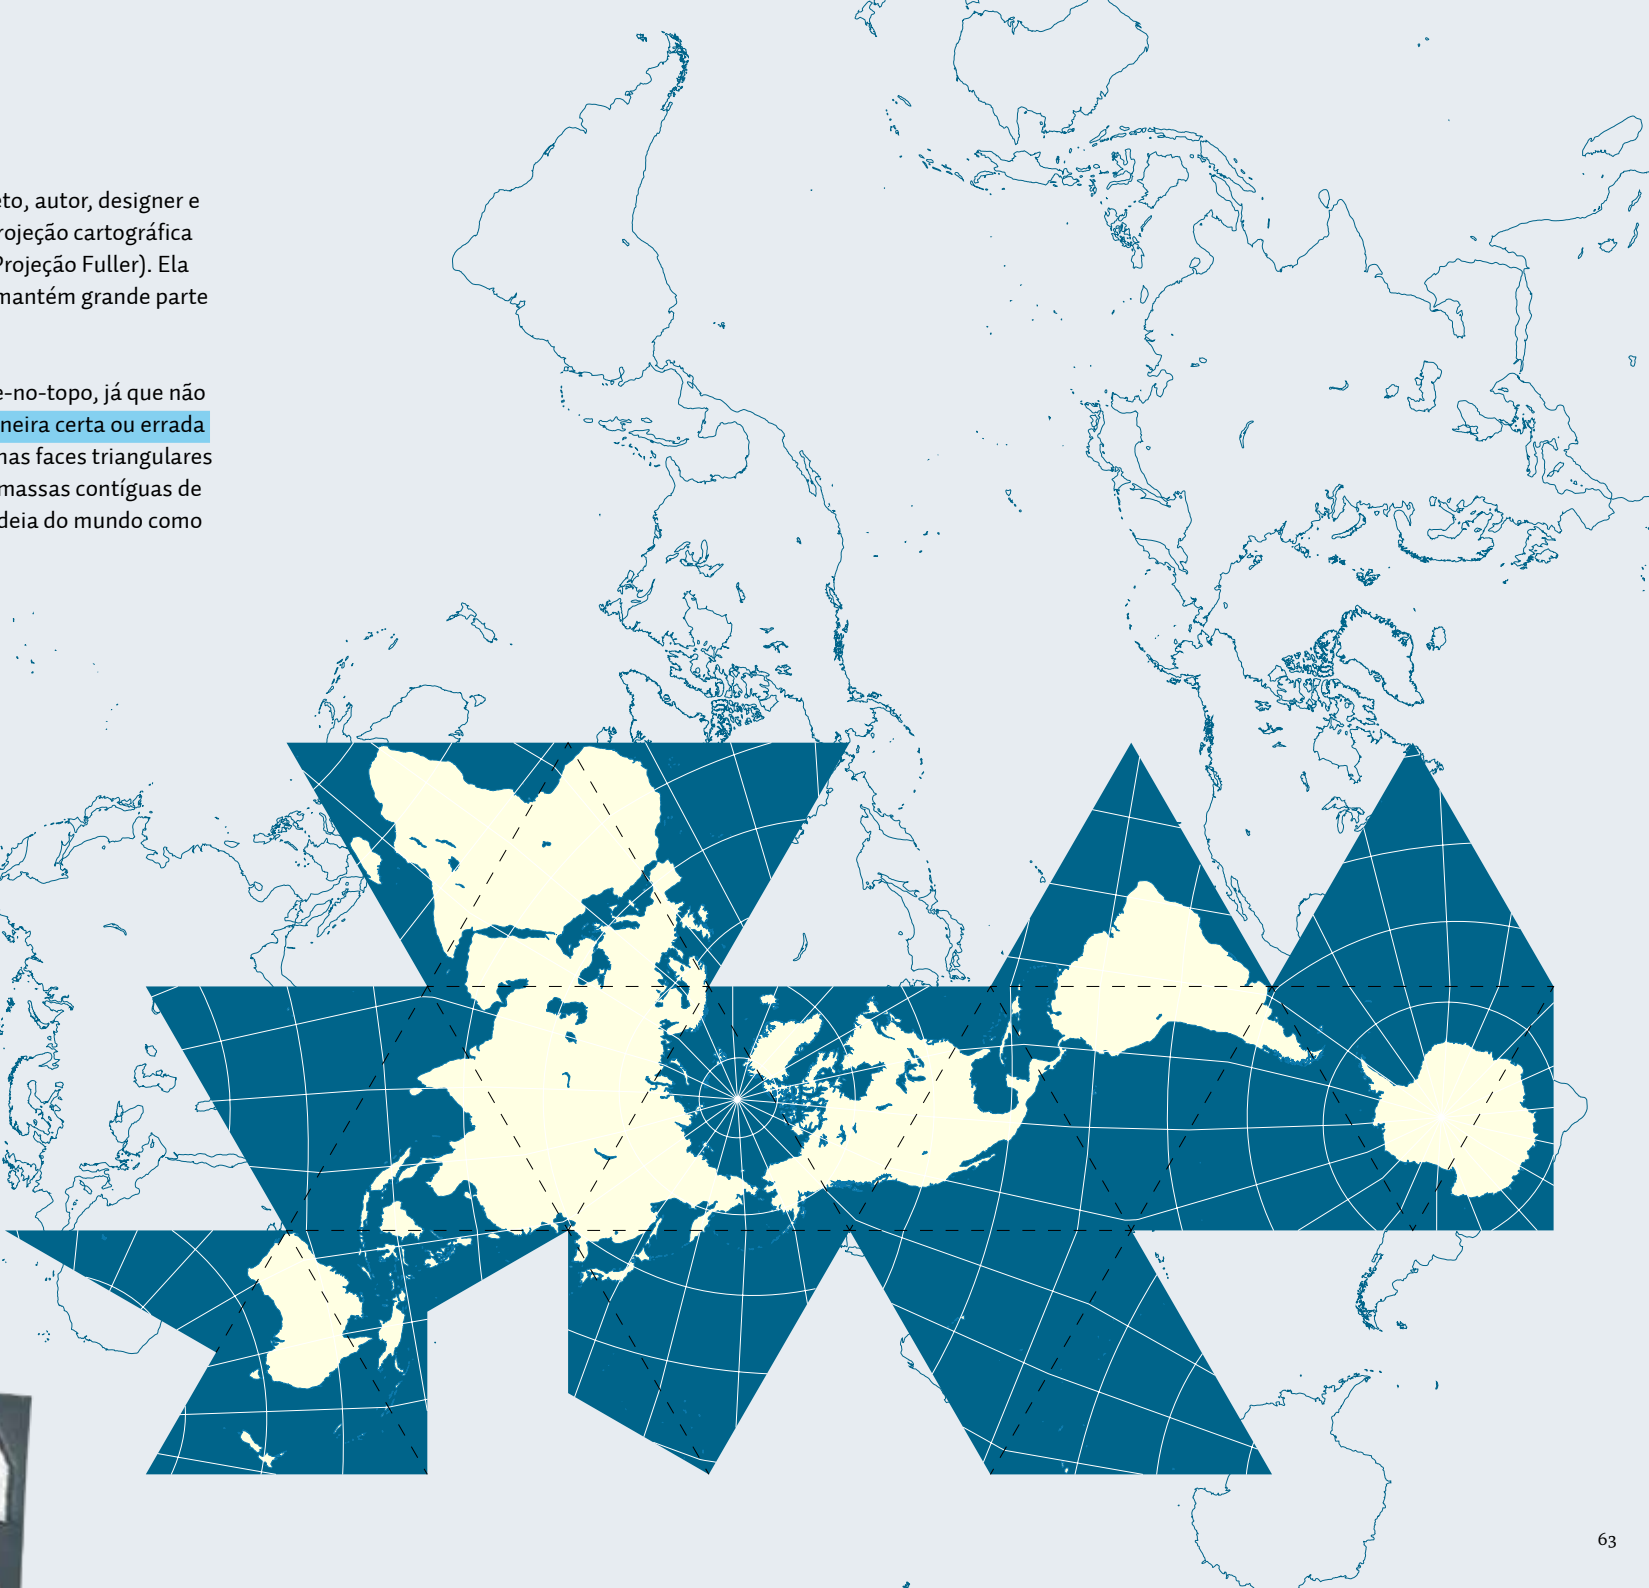 eto, autor, designer e
rojeção cartográfica
Projeção Fuller). Ela
mantém grande parte
e-no-topo, já que não
neira certa ou errada
nas faces triangulares
massas contíguas de
deia do mundo como
63